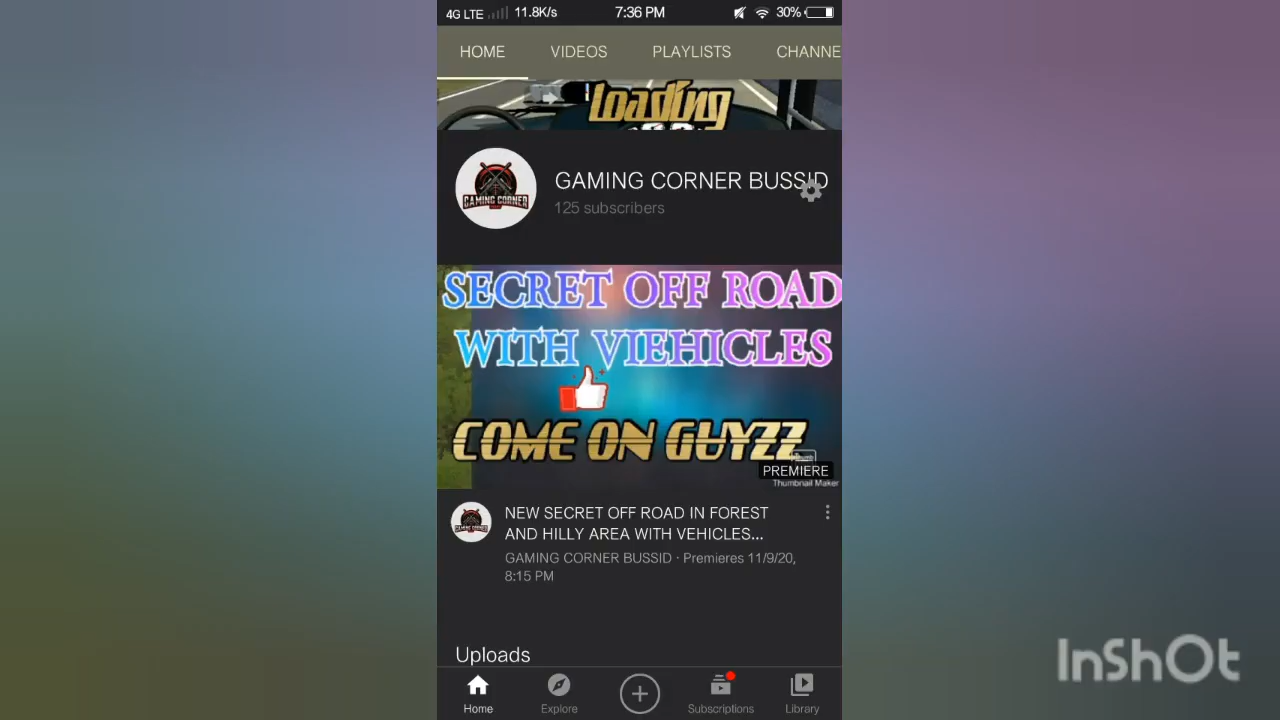 4G LTE 11.8K/s 7:36 PM 30%
HOME VIDEOS PLAYLISTS CHANNE
Loading
GAMING CORNER
GAMING CORNER BUSSID
125 subscribers
SECRET OFF ROAD
WITH VIEHICLES
COME ON GUYZZ
PREMIERE
Thumbnail Maker
NEW SECRET OFF ROAD IN FOREST
AND HILLY AREA WITH VEHICLES...
GAMING CORNER BUSSID · Premieres 11/9/20,
8:15 PM
InShOt
Uploads
Home Explore Subscriptions Library